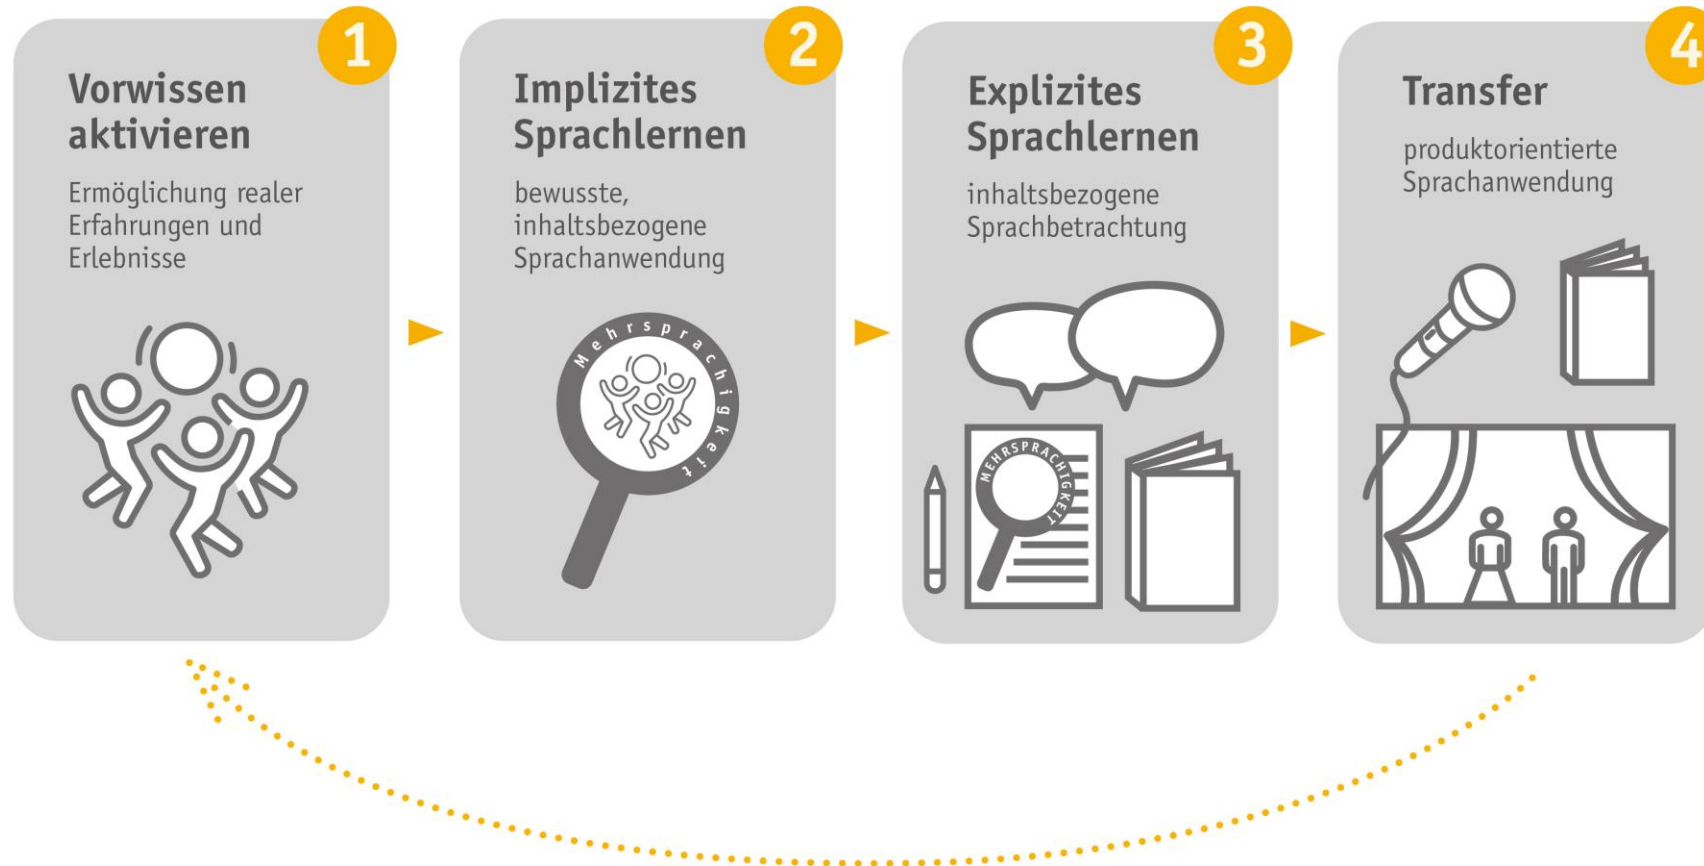 1
Vorwissen
aktivieren
Ermöglichung realer
Erfahrungen und
Erlebnisse
2
Implizites
Sprachlernen
bewusste,
inhaltsbezogene
Sprachanwendung
Mehrsprachigkeit
3
Explizites
Sprachlernen
inhaltsbezogene
Sprachbetrachtung
MEHRSPRACHIGKEIT
4
Transfer
produktorientierte
Sprachanwendung